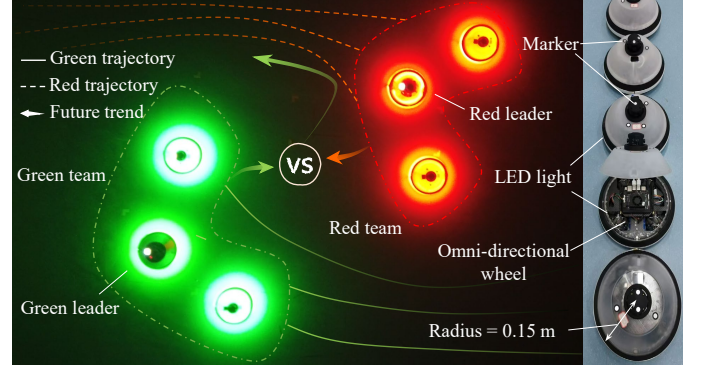 Green trajectory
Red trajectory
Future trend
Green team
Green leader
VS
Red leader
Red team
Marker
LED light
Omni-directional
wheel
Radius = 0.15 m